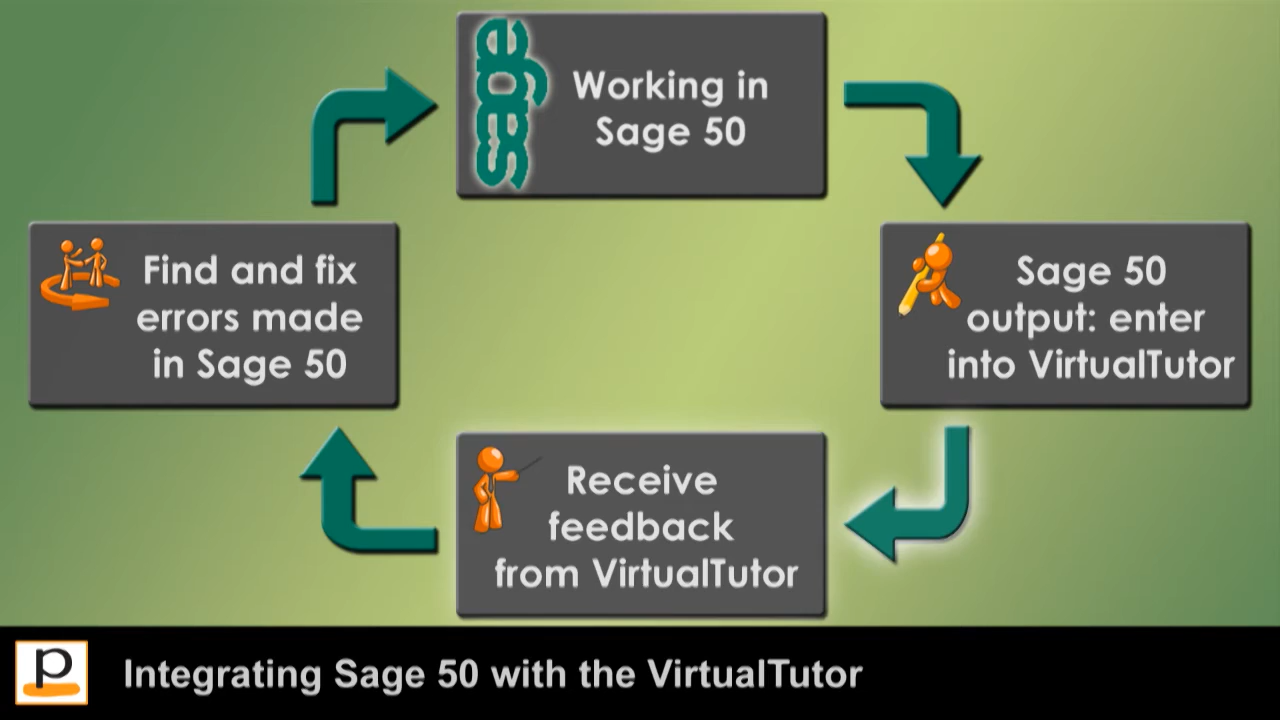 sage
Working in
Sage 50
Find and fix
errors made
in Sage 50
Sage 50
output: enter
into VirtualTutor
Receive
feedback
from VirtualTutor
p
Integrating Sage 50 with the VirtualTutor